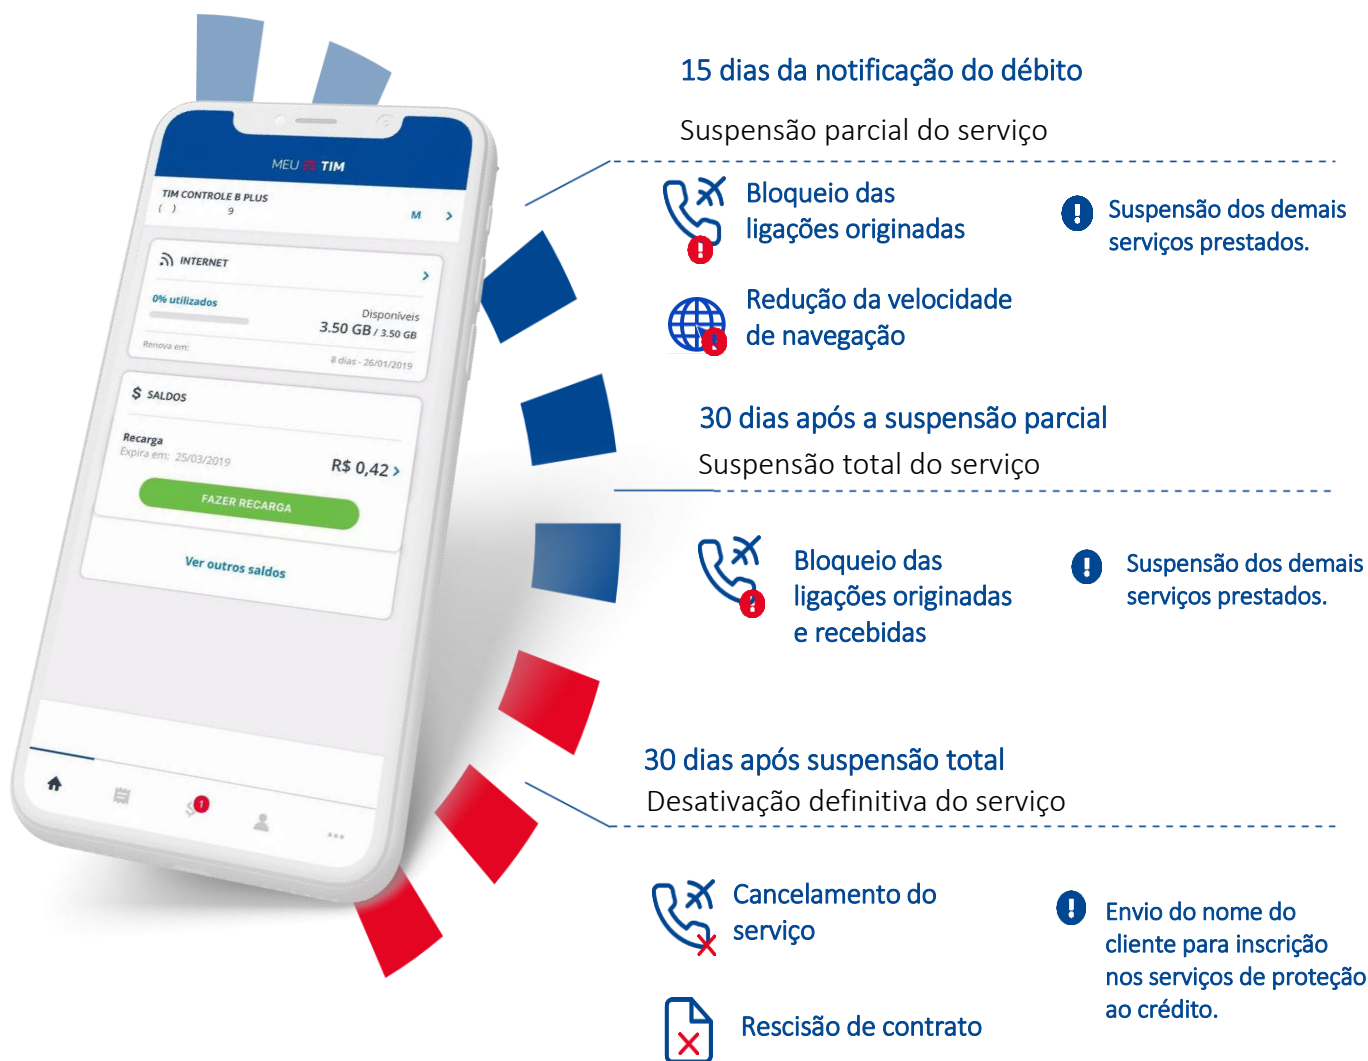 MEU TIM
TIM CONTROLE B PLUS
( ) 9
M
INTERNET
0% utilizados
Disponíveis
3.50 GB / 3.50 GB
Renova em:
8 dias - 26/01/2019
$ SALDOS
Recarga
Expira em: 25/03/2019
R$ 0,42
FAZER RECARGA
Ver outros saldos
1
15 dias da notificação do débito
Suspensão parcial do serviço
Bloqueio das
ligações originadas
Suspensão dos demais
serviços prestados.
Redução da velocidade
de navegação
30 dias após a suspensão parcial
Suspensão total do serviço
Bloqueio das
ligações originadas
e recebidas
Suspensão dos demais
serviços prestados.
30 dias após suspensão total
Desativação definitiva do serviço
Cancelamento do
serviço
Envio do nome do
cliente para inscrição
nos serviços de proteção
ao crédito.
Rescisão de contrato